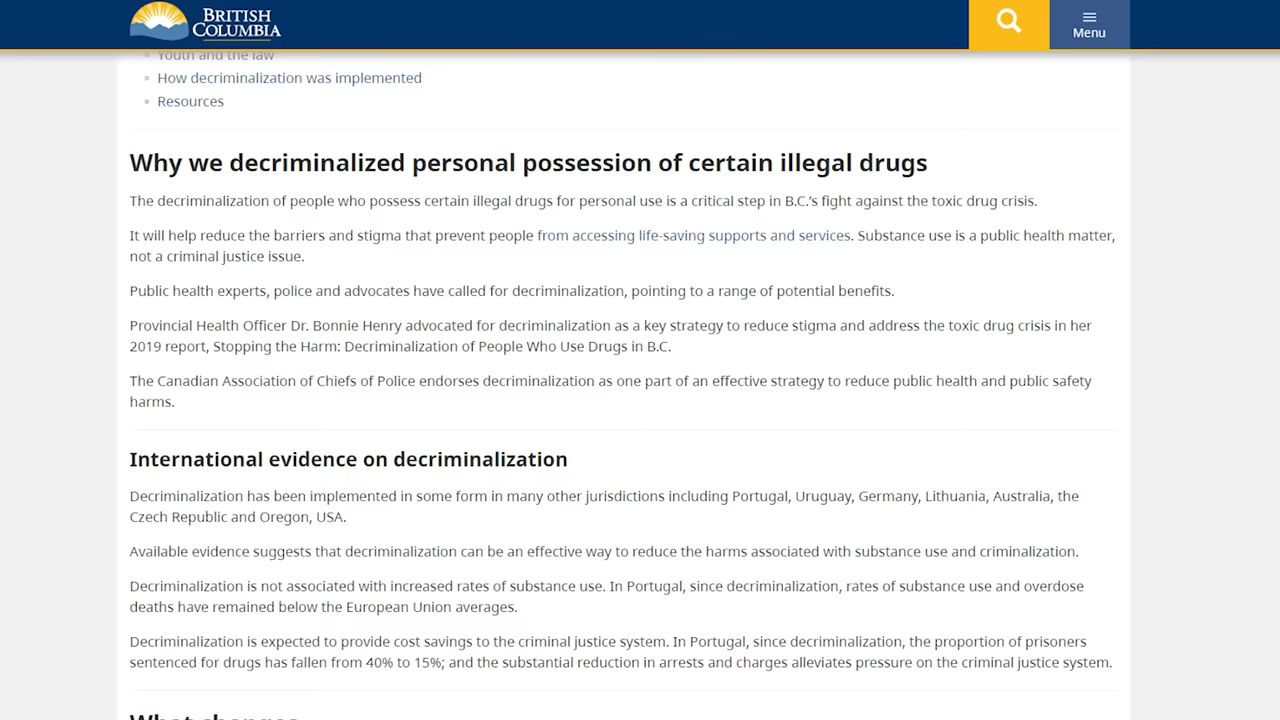 BRITISH
COLUMBIA
Menu
Youth and the law
How decriminalization was implemented
Resources
Why we decriminalized personal possession of certain illegal drugs
The decriminalization of people who possess certain illegal drugs for personal use is a critical step in B.C.’s fight against the toxic drug crisis.
It will help reduce the barriers and stigma that prevent people from accessing life-saving supports and services. Substance use is a public health matter,
not a criminal justice issue.
Public health experts, police and advocates have called for decriminalization, pointing to a range of potential benefits.
Provincial Health Officer Dr. Bonnie Henry advocated for decriminalization as a key strategy to reduce stigma and address the toxic drug crisis in her
2019 report, Stopping the Harm: Decriminalization of People Who Use Drugs in B.C.
The Canadian Association of Chiefs of Police endorses decriminalization as one part of an effective strategy to reduce public health and public safety
harms.
International evidence on decriminalization
Decriminalization has been implemented in some form in many other jurisdictions including Portugal, Uruguay, Germany, Lithuania, Australia, the
Czech Republic and Oregon, USA.
Available evidence suggests that decriminalization can be an effective way to reduce the harms associated with substance use and criminalization.
Decriminalization is not associated with increased rates of substance use. In Portugal, since decriminalization, rates of substance use and overdose
deaths have remained below the European Union averages.
Decriminalization is expected to provide cost savings to the criminal justice system. In Portugal, since decriminalization, the proportion of prisoners
sentenced for drugs has fallen from 40% to 15%; and the substantial reduction in arrests and charges alleviates pressure on the criminal justice system.
What changes